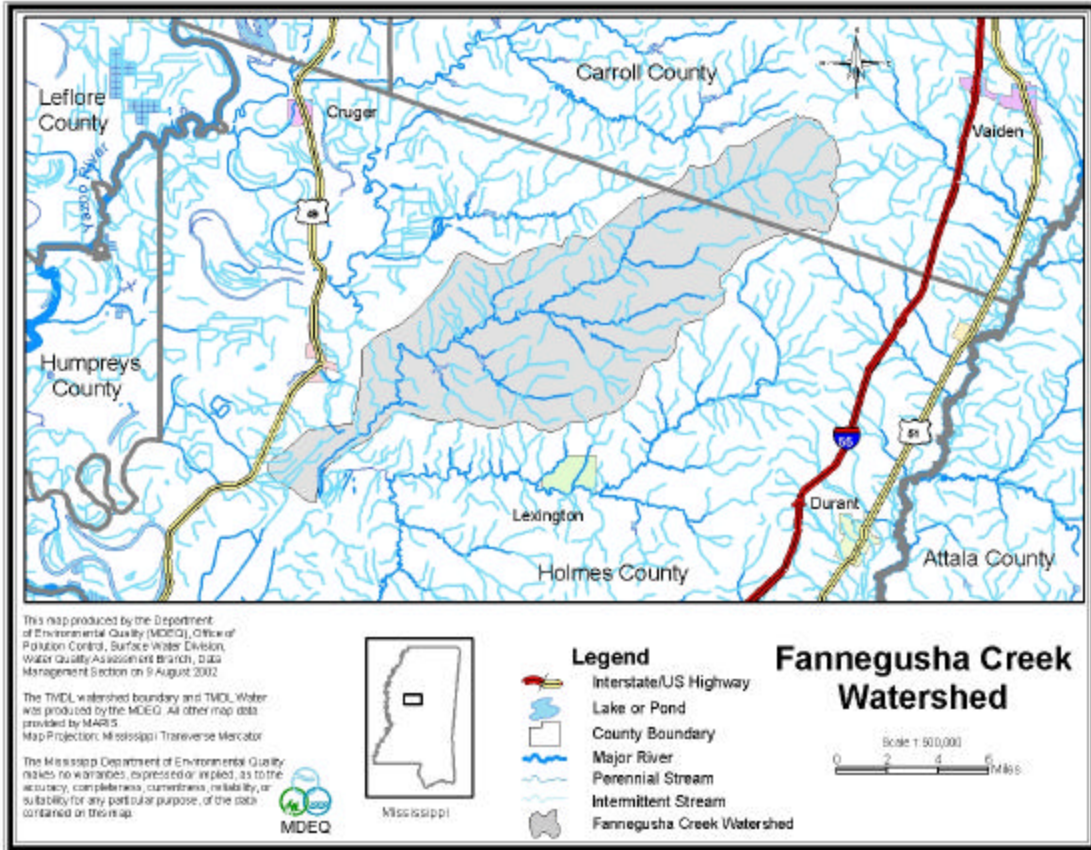 Carroll County
Leflore
County
Cruger
Vaiden
Yazoo River
49
Humpreys
County
55
51
Lexington
Durant
Holmes County
Attala County
This map produced by the Department
of Environmental Quality (MDEQ), Office of
Pollution Control, Surface Water Division,
Water Quality Assessment Branch, Data
Management Section on 9 August 2002
The TMDL watershed boundary and TMDL Water
was produced by the MDEQ. All other map data
provided by MARIS.
Map Projection: Mississippi Transverse Mercator
The Mississippi Department of Environmental Quality
makes no warranties, expressed or implied, as to the
accuracy, completeness, currentness, reliability, or
suitability for any particular purpose, of the data
contained on this map.
MDEQ
Mississippi
Legend
Interstate/US Highway
Lake or Pond
County Boundary
Major River
Perennial Stream
Intermittent Stream
Fannegusha Creek Watershed
Fannegusha Creek
Watershed
Scale 1:500,000
0 2 4 6
Miles